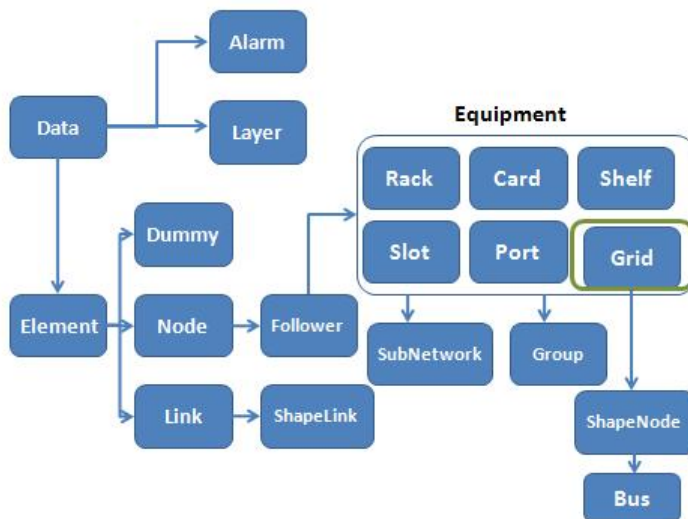 Alarm
Data
Layer
Equipment
Rack
Card
Shelf
Slot
Port
Grid
Dummy
Element
Node
Follower
SubNetwork
Group
Link
ShapeLink
ShapeNode
Bus